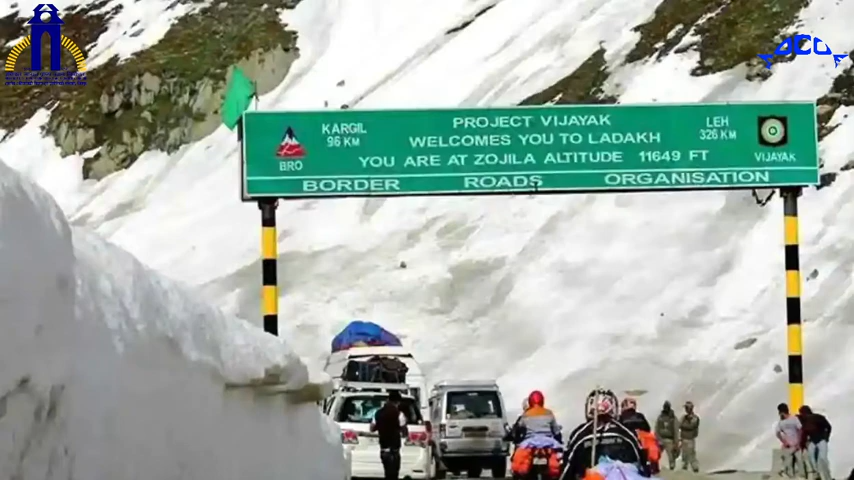 PROJECT VIJAYAK
KARGIL
96 KM
WELCOMES YOU TO LADAKH
LEH
326 KM
YOU ARE AT ZOJILA ALTITUDE 11649 FT
BRO
VIJAYAK
BORDER ROADS ORGANISATION